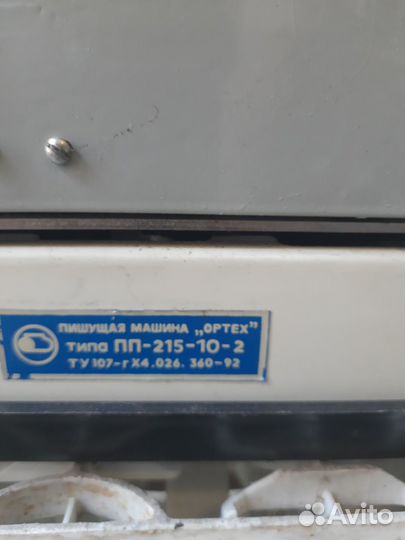 ПИШУЩАЯ МАШИНА „ОРТЕХ”
типа ПП-215-10-2
ТУ 107-гХ4.026.360-92
Avito